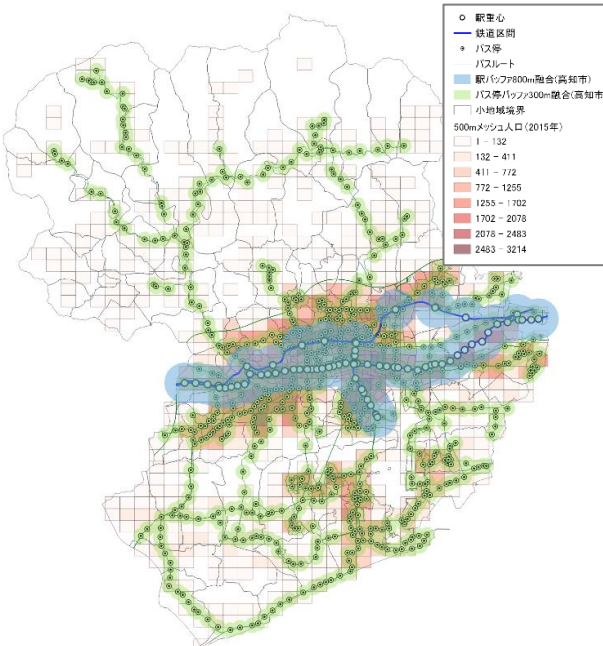 駅重心
鉄道区間
バス停
バスルート
駅バッファ800m融合(高知市)
バス停バッファ300m融合(高知市
小地域境界
500mメッシュ人口(2015年)
1 - 132
132 - 411
411 - 772
772 - 1255
1255 - 1702
1702 - 2078
2078 - 2483
2483 - 3214